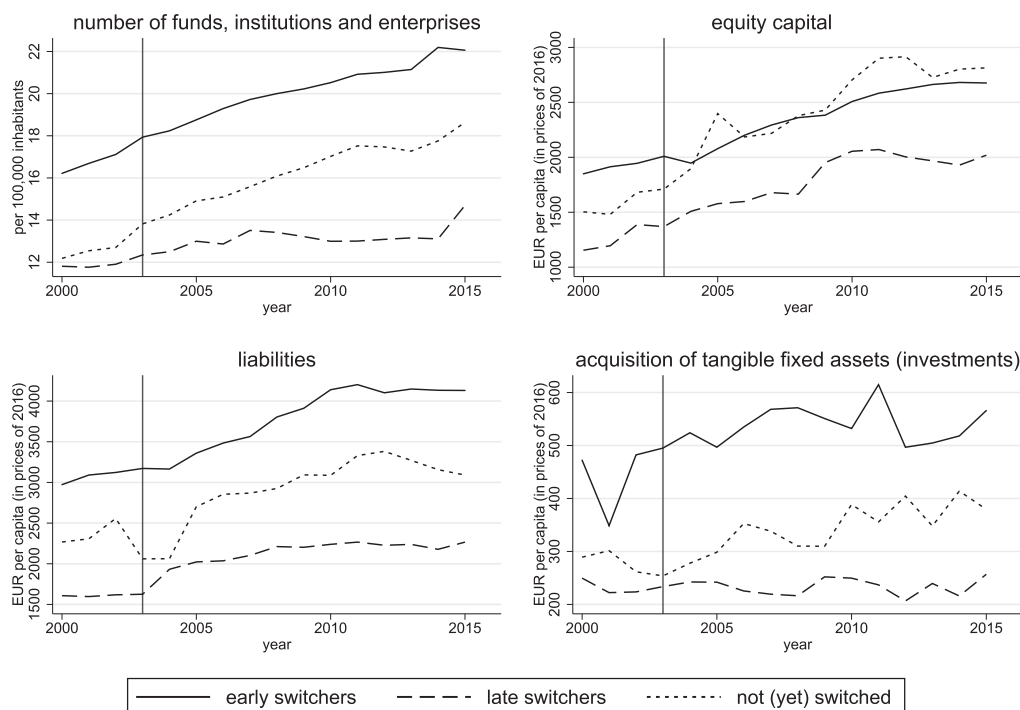 number of funds, institutions and enterprises
per 100,000 inhabitants
22
20
18
16
14
12
2000 2005 2010 2015
year
equity capital
EUR per capita (in prices of 2016)
3000
2500
2000
1500
1000
2000 2005 2010 2015
year
liabilities
EUR per capita (in prices of 2016)
4000
3500
3000
2500
2000
1500
2000 2005 2010 2015
year
acquisition of tangible fixed assets (investments)
EUR per capita (in prices of 2016)
600
500
400
300
200
2000 2005 2010 2015
year
early switchers late switchers not (yet) switched